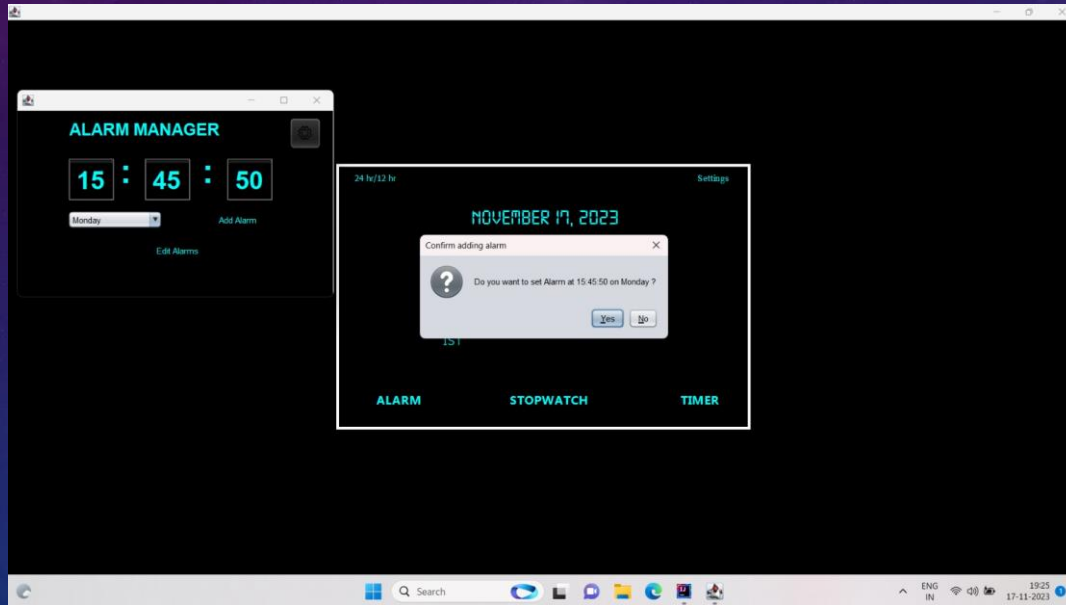 ALARM MANAGER
15 : 45 : 50
Monday
Add Alarm
Edit Alarms
24 hr/12 hr
Settings
NOVEMBER 17, 2023
Confirm adding alarm
Do you want to set Alarm at 15:45:50 on Monday ?
Yes
No
IST
ALARM
STOPWATCH
TIMER
Search
ENG
IN
19:25
17-11-2023
1